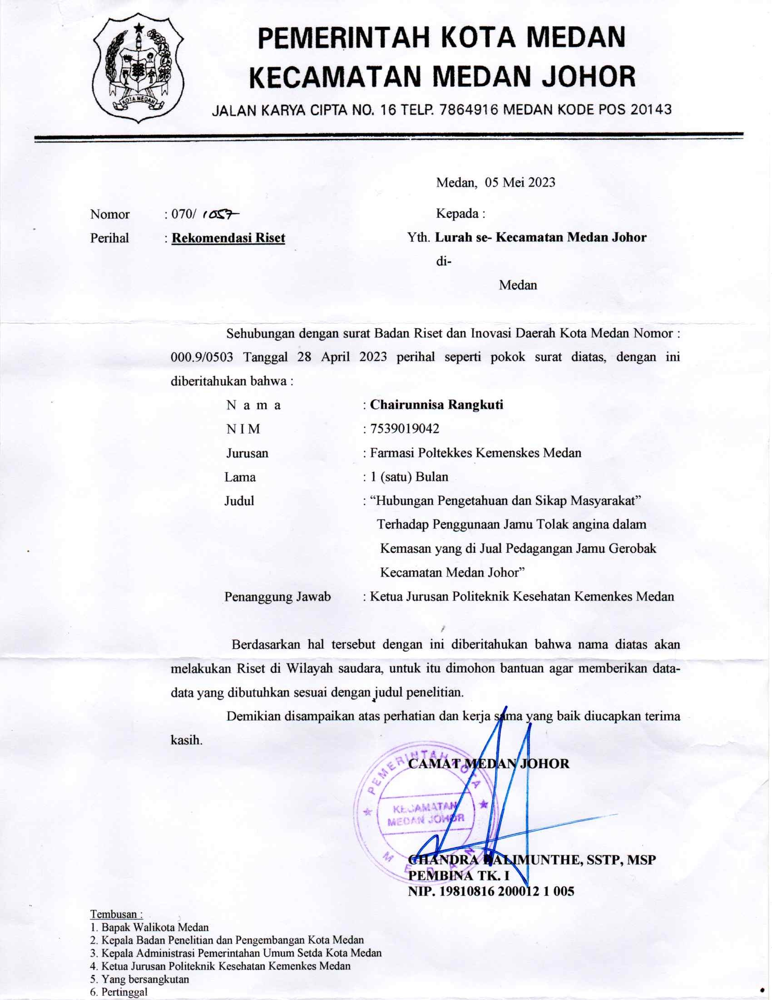 KOTA MEDAN
PEMERINTAH KOTA MEDAN
KECAMATAN MEDAN JOHOR
JALAN KARYA CIPTA NO. 16 TELP. 7864916 MEDAN KODE POS 20143
Medan, 05 Mei 2023
Nomor : 070/ 1057
Kepada :
Perihal : Rekomendasi Riset
Yth. Lurah se- Kecamatan Medan Johor
di-
Medan
Sehubungan dengan surat Badan Riset dan Inovasi Daerah Kota Medan Nomor :
000.9/0503 Tanggal 28 April 2023 perihal seperti pokok surat diatas, dengan ini
diberitahukan bahwa :
N a m a : Chairunnisa Rangkuti
N I M : 7539019042
Jurusan : Farmasi Poltekkes Kemenskes Medan
Lama : 1 (satu) Bulan
Judul : “Hubungan Pengetahuan dan Sikap Masyarakat”
Terhadap Penggunaan Jamu Tolak angina dalam
Kemasan yang di Jual Pedagangan Jamu Gerobak
Kecamatan Medan Johor”
Penanggung Jawab : Ketua Jurusan Politeknik Kesehatan Kemenkes Medan
Berdasarkan hal tersebut dengan ini diberitahukan bahwa nama diatas akan
melakukan Riset di Wilayah saudara, untuk itu dimohon bantuan agar memberikan data-
data yang dibutuhkan sesuai dengan judul penelitian.
Demikian disampaikan atas perhatian dan kerja sama yang baik diucapkan terima
kasih.
CAMAT MEDAN JOHOR
PEMERINTAH KOTA
KECAMATAN
MEDAN JOHOR
MEDAN
CHANDRA DALIMUNTHE, SSTP, MSP
PEMBINA TK. I
NIP. 19810816 200012 1 005
Tembusan :
1. Bapak Walikota Medan
2. Kepala Badan Penelitian dan Pengembangan Kota Medan
3. Kepala Administrasi Pemerintahan Umum Setda Kota Medan
4. Ketua Jurusan Politeknik Kesehatan Kemenkes Medan
5. Yang bersangkutan
6. Pertinggal